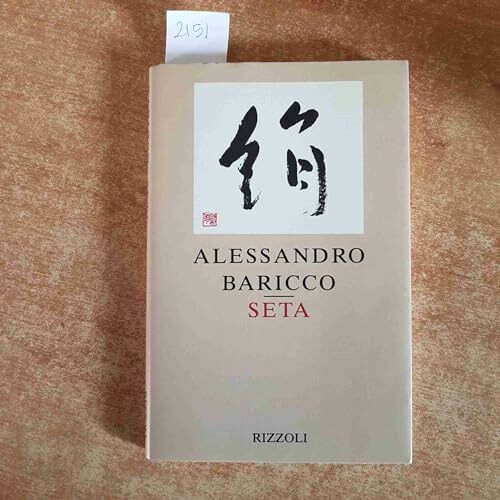 2151
絹
ALESSANDRO
BARICCO
SETA
RIZZOLI